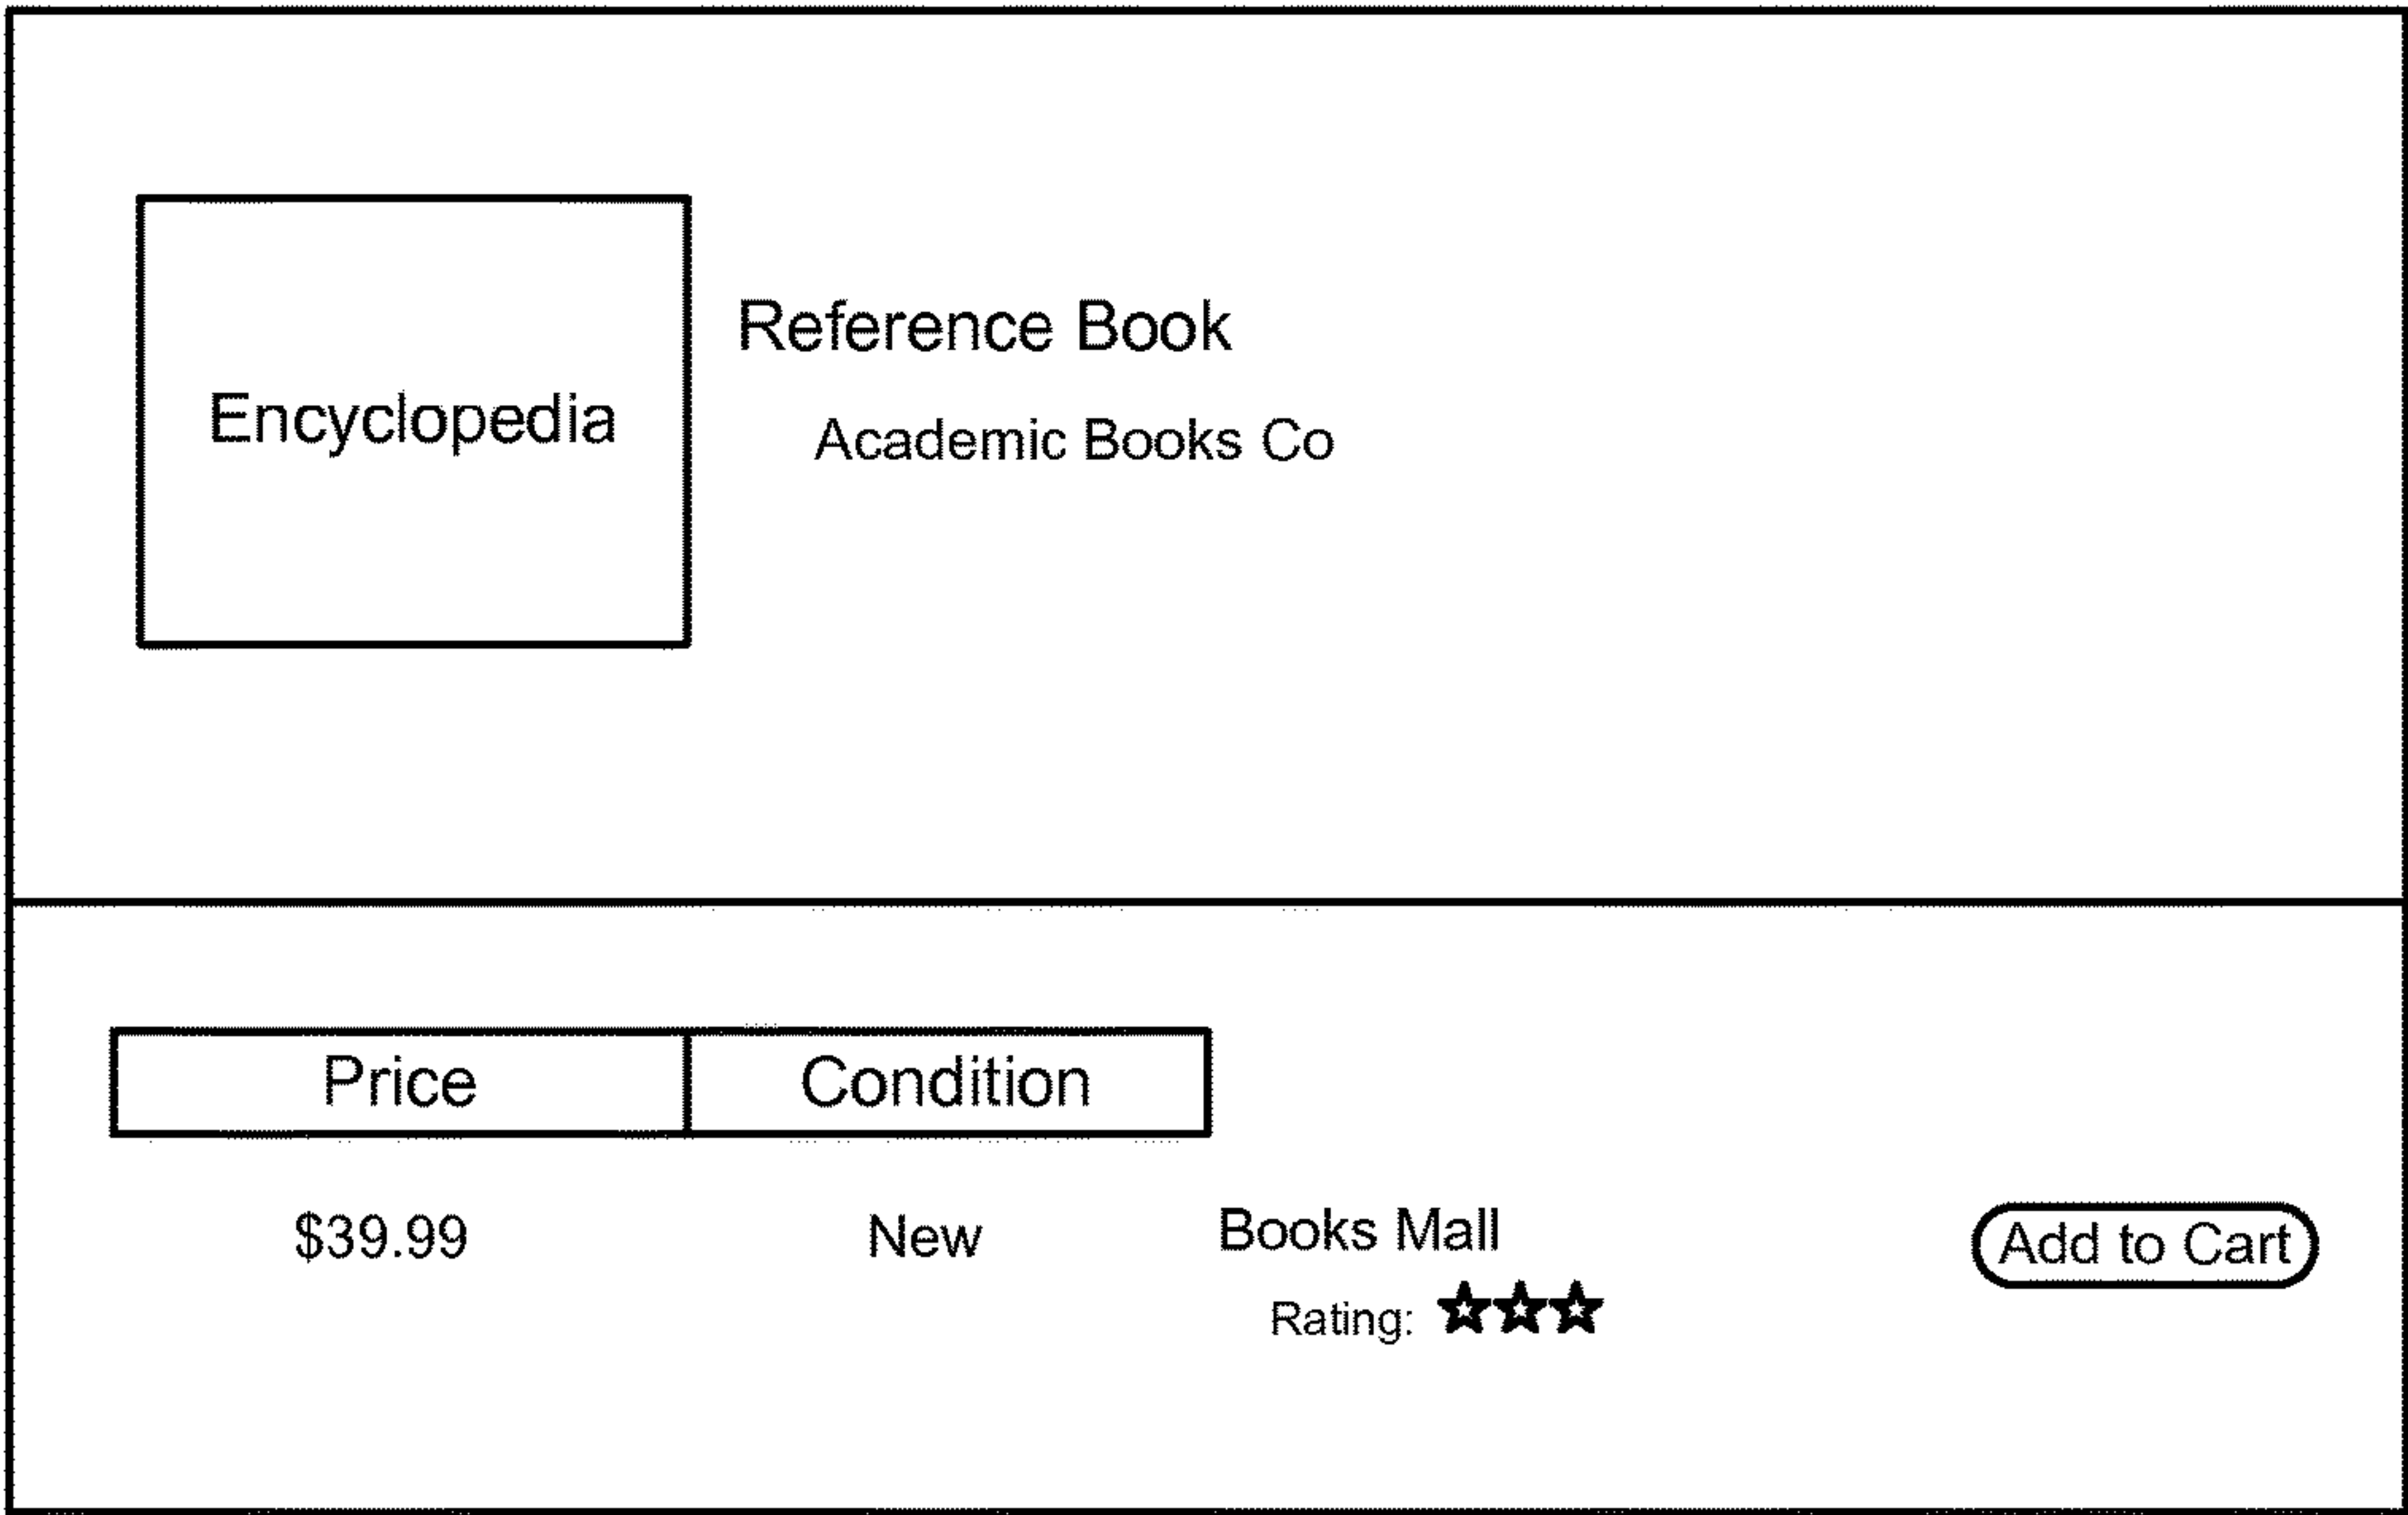 Encyclopedia
Reference Book
Academic Books Co
Price Condition
$39.99 New Books Mall Add to Cart
Rating: